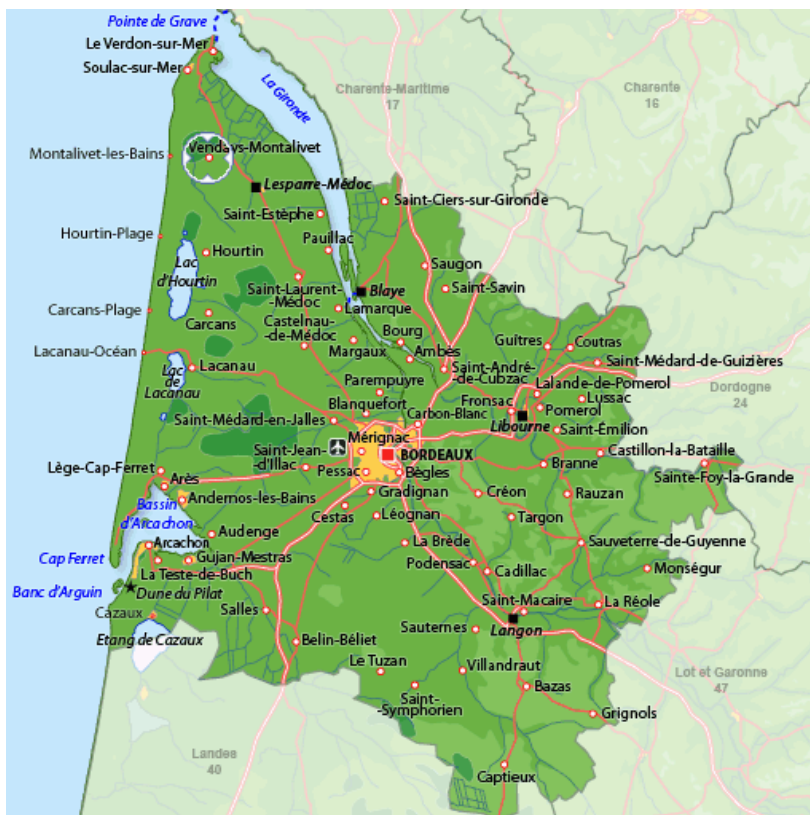 Pointe de Grave
Le Verdon-sur-Mer
Soulac-sur-Mer
La Gironde
Charente-Maritime
17
Charente
16
Vendays-Montalivet
Montalivet-les-Bains
Lesparre-Médoc
Saint-Ciers-sur-Gironde
Saint-Estèphe
Hourtin-Plage
Pauillac
Hourtin
Lac
d'Hourtin
Saugon
Saint-Laurent-
-Médoc
Blaye
Saint-Savin
Carcans-Plage
Carcans
Lamarque
Castelnau-
-de-Médoc
Bourg
Guîtres
Coutras
Lacanau-Océan
Margaux
Ambès
Saint-André-
-de-Cubzac
Saint-Médard-de-Guizières
Lacanau
Lac
de
Lacanau
Parempuyre
Lalande-de-Pomerol
Dordogne
24
Fronsac
Lussac
Blanquefort
Carbon-Blanc
Pomerol
Saint-Médard-en-Jalles
Libourne
Saint-Émilion
Mérignac
Saint-Jean-
-d'Illac
BORDEAUX
Castillon-la-Bataille
Lège-Cap-Ferret
Pessac
Bègles
Branne
Sainte-Foy-la-Grande
Arès
Andernos-les-Bains
Gradignan
Créon
Rauzan
Bassin
d'Arcachon
Cestas
Léognan
Targon
Audenge
Arcachon
La Brède
Sauveterre-de-Guyenne
Cap Ferret
Gujan-Mestras
Podensac
Cadillac
Monségur
La Teste-de-Buch
Banc d'Arguin
Dune du Pilat
Cazaux
Salles
Saint-Macaire
La Réole
Etang de Cazaux
Belin-Béliet
Sauternes
Langon
Le Tuzan
Villandraut
Lot et Garonne
47
Saint-
-Symphorien
Bazas
Grignols
Landes
40
Captieux